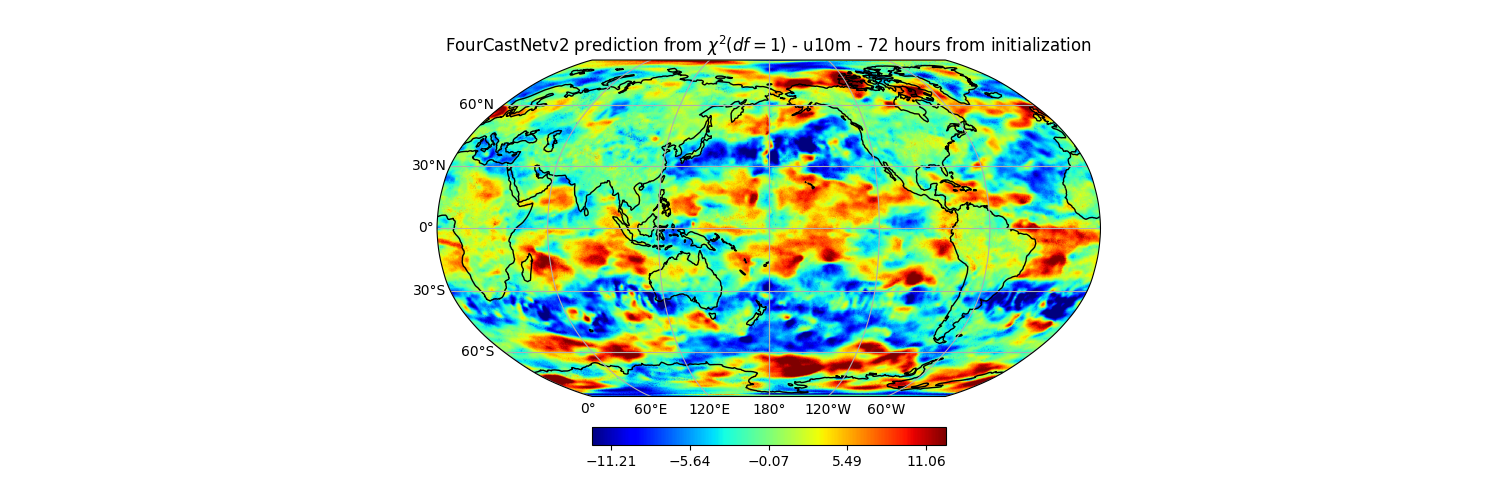 FourCastNetv2 prediction from χ²(df = 1) - u10m - 72 hours from initialization
60°N
30°N
0°
30°S
60°S
0° 60°E 120°E 180° 120°W 60°W
−11.21 −5.64 −0.07 5.49 11.06